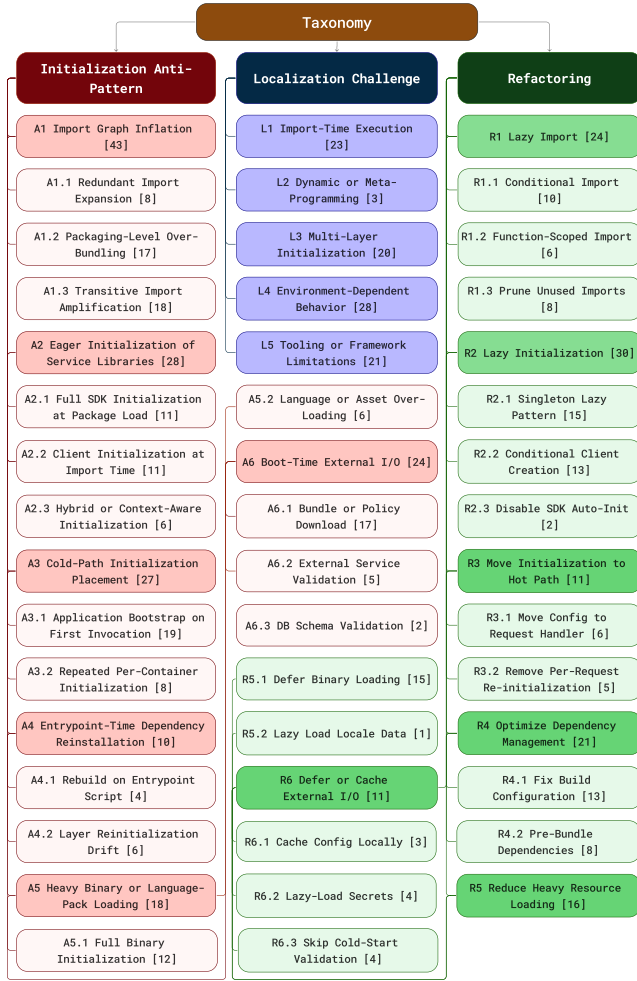 Taxonomy
Initialization Anti-
Pattern
A1 Import Graph Inflation
[43]
A1.1 Redundant Import
Expansion [8]
A1.2 Packaging-Level Over-
Bundling [17]
A1.3 Transitive Import
Amplification [18]
A2 Eager Initialization of
Service Libraries [28]
A2.1 Full SDK Initialization
at Package Load [11]
A2.2 Client Initialization at
Import Time [11]
A2.3 Hybrid or Context-Aware
Initialization [6]
A3 Cold-Path Initialization
Placement [27]
A3.1 Application Bootstrap on
First Invocation [19]
A3.2 Repeated Per-Container
Initialization [8]
A4 Entrypoint-Time Dependency
Reinstallation [10]
A4.1 Rebuild on Entrypoint
Script [4]
A4.2 Layer Reinitialization
Drift [6]
A5 Heavy Binary or Language-
Pack Loading [18]
A5.1 Full Binary
Initialization [12]
Localization Challenge
L1 Import-Time Execution
[23]
L2 Dynamic or Meta-
Programming [3]
L3 Multi-Layer
Initialization [20]
L4 Environment-Dependent
Behavior [28]
L5 Tooling or Framework
Limitations [21]
A5.2 Language or Asset Over-
Loading [6]
A6 Boot-Time External I/O [24]
A6.1 Bundle or Policy
Download [17]
A6.2 External Service
Validation [5]
A6.3 DB Schema Validation [2]
R5.1 Defer Binary Loading [15]
R5.2 Lazy Load Locale Data [1]
R6 Defer or Cache
External I/O [11]
R6.1 Cache Config Locally [3]
R6.2 Lazy-Load Secrets [4]
R6.3 Skip Cold-Start
Validation [4]
Refactoring
R1 Lazy Import [24]
R1.1 Conditional Import
[10]
R1.2 Function-Scoped Import
[6]
R1.3 Prune Unused Imports
[8]
R2 Lazy Initialization [30]
R2.1 Singleton Lazy
Pattern [15]
R2.2 Conditional Client
Creation [13]
R2.3 Disable SDK Auto-Init
[2]
R3 Move Initialization to
Hot Path [11]
R3.1 Move Config to
Request Handler [6]
R3.2 Remove Per-Request
Re-initialization [5]
R4 Optimize Dependency
Management [21]
R4.1 Fix Build
Configuration [13]
R4.2 Pre-Bundle
Dependencies [8]
R5 Reduce Heavy Resource
Loading [16]